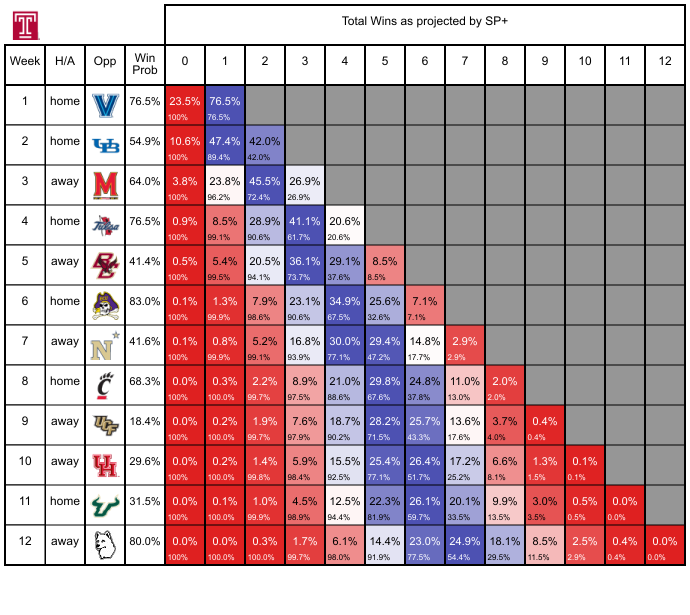 T
Total Wins as projected by SP+
Week H/A Opp Win Prob 0 1 2 3 4 5 6 7 8 9 10 11 12
1 home V 76.5% 23.5% 76.5%
100% 76.5%
2 home UB 54.9% 10.6% 47.4% 42.0%
100% 89.4% 42.0%
3 away M 64.0% 3.8% 23.8% 45.5% 26.9%
100% 96.2% 72.4% 26.9%
4 home Tulsa 76.5% 0.9% 8.5% 28.9% 41.1% 20.6%
100% 99.1% 90.6% 61.7% 20.6%
5 away BC 41.4% 0.5% 5.4% 20.5% 36.1% 29.1% 8.5%
100% 99.5% 94.1% 73.7% 37.6% 8.5%
6 home 83.0% 0.1% 1.3% 7.9% 23.1% 34.9% 25.6% 7.1%
100% 99.9% 98.6% 90.6% 67.5% 32.6% 7.1%
7 away N 41.6% 0.1% 0.8% 5.2% 16.8% 30.0% 29.4% 14.8% 2.9%
100% 99.9% 99.1% 93.9% 77.1% 47.2% 17.7% 2.9%
8 home C 68.3% 0.0% 0.3% 2.2% 8.9% 21.0% 29.8% 24.8% 11.0% 2.0%
100% 100.0% 99.7% 97.5% 88.6% 67.6% 37.8% 13.0% 2.0%
9 away UCF 18.4% 0.0% 0.2% 1.9% 7.6% 18.7% 28.2% 25.7% 13.6% 3.7% 0.4%
100% 100.0% 99.7% 97.9% 90.2% 71.5% 43.3% 17.6% 4.0% 0.4%
10 away UH 29.6% 0.0% 0.2% 1.4% 5.9% 15.5% 25.4% 26.4% 17.2% 6.6% 1.3% 0.1%
100% 100.0% 99.8% 98.4% 92.5% 77.1% 51.7% 25.2% 8.1% 1.5% 0.1%
11 home U 31.5% 0.0% 0.1% 1.0% 4.5% 12.5% 22.3% 26.1% 20.1% 9.9% 3.0% 0.5% 0.0%
100% 100.0% 99.9% 98.9% 94.4% 81.9% 59.7% 33.5% 13.5% 3.5% 0.5% 0.0%
12 away 80.0% 0.0% 0.0% 0.3% 1.7% 6.1% 14.4% 23.0% 24.9% 18.1% 8.5% 2.5% 0.4% 0.0%
100% 100.0% 100.0% 99.7% 98.0% 91.9% 77.5% 54.4% 29.5% 11.5% 2.9% 0.4% 0.0%